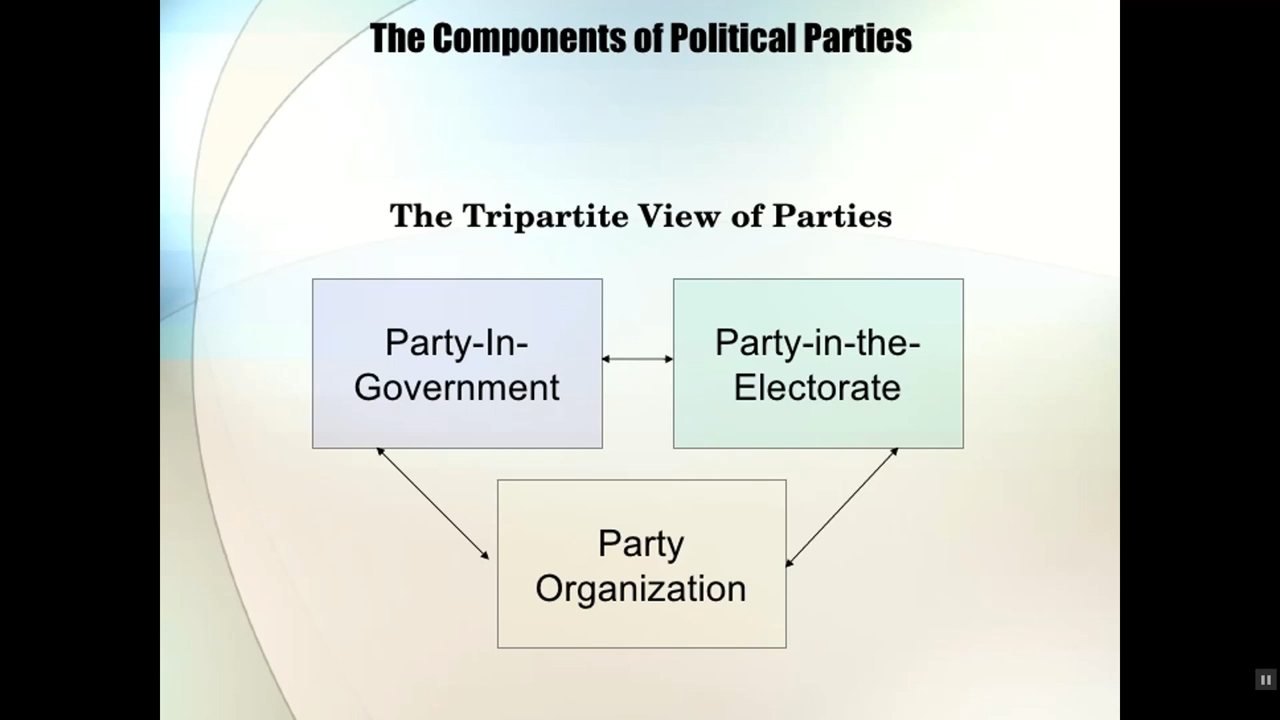 The Components of Political Parties
The Tripartite View of Parties
Party-In-
Government
Party-in-the-
Electorate
Party
Organization